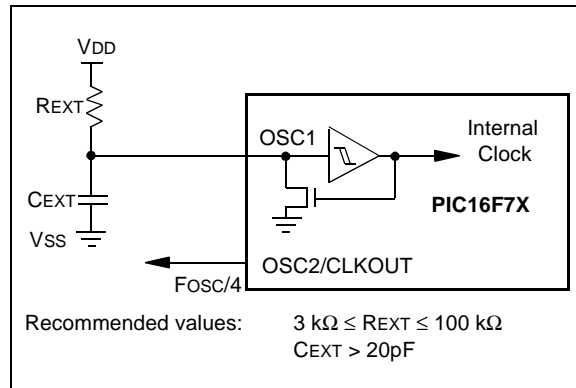 VDD
REXT
OSC1
Internal
Clock
CEXT
PIC16F7X
VSS
OSC2/CLKOUT
FOSC/4
Recommended values: 3 kΩ ≤ REXT ≤ 100 kΩ
CEXT > 20pF